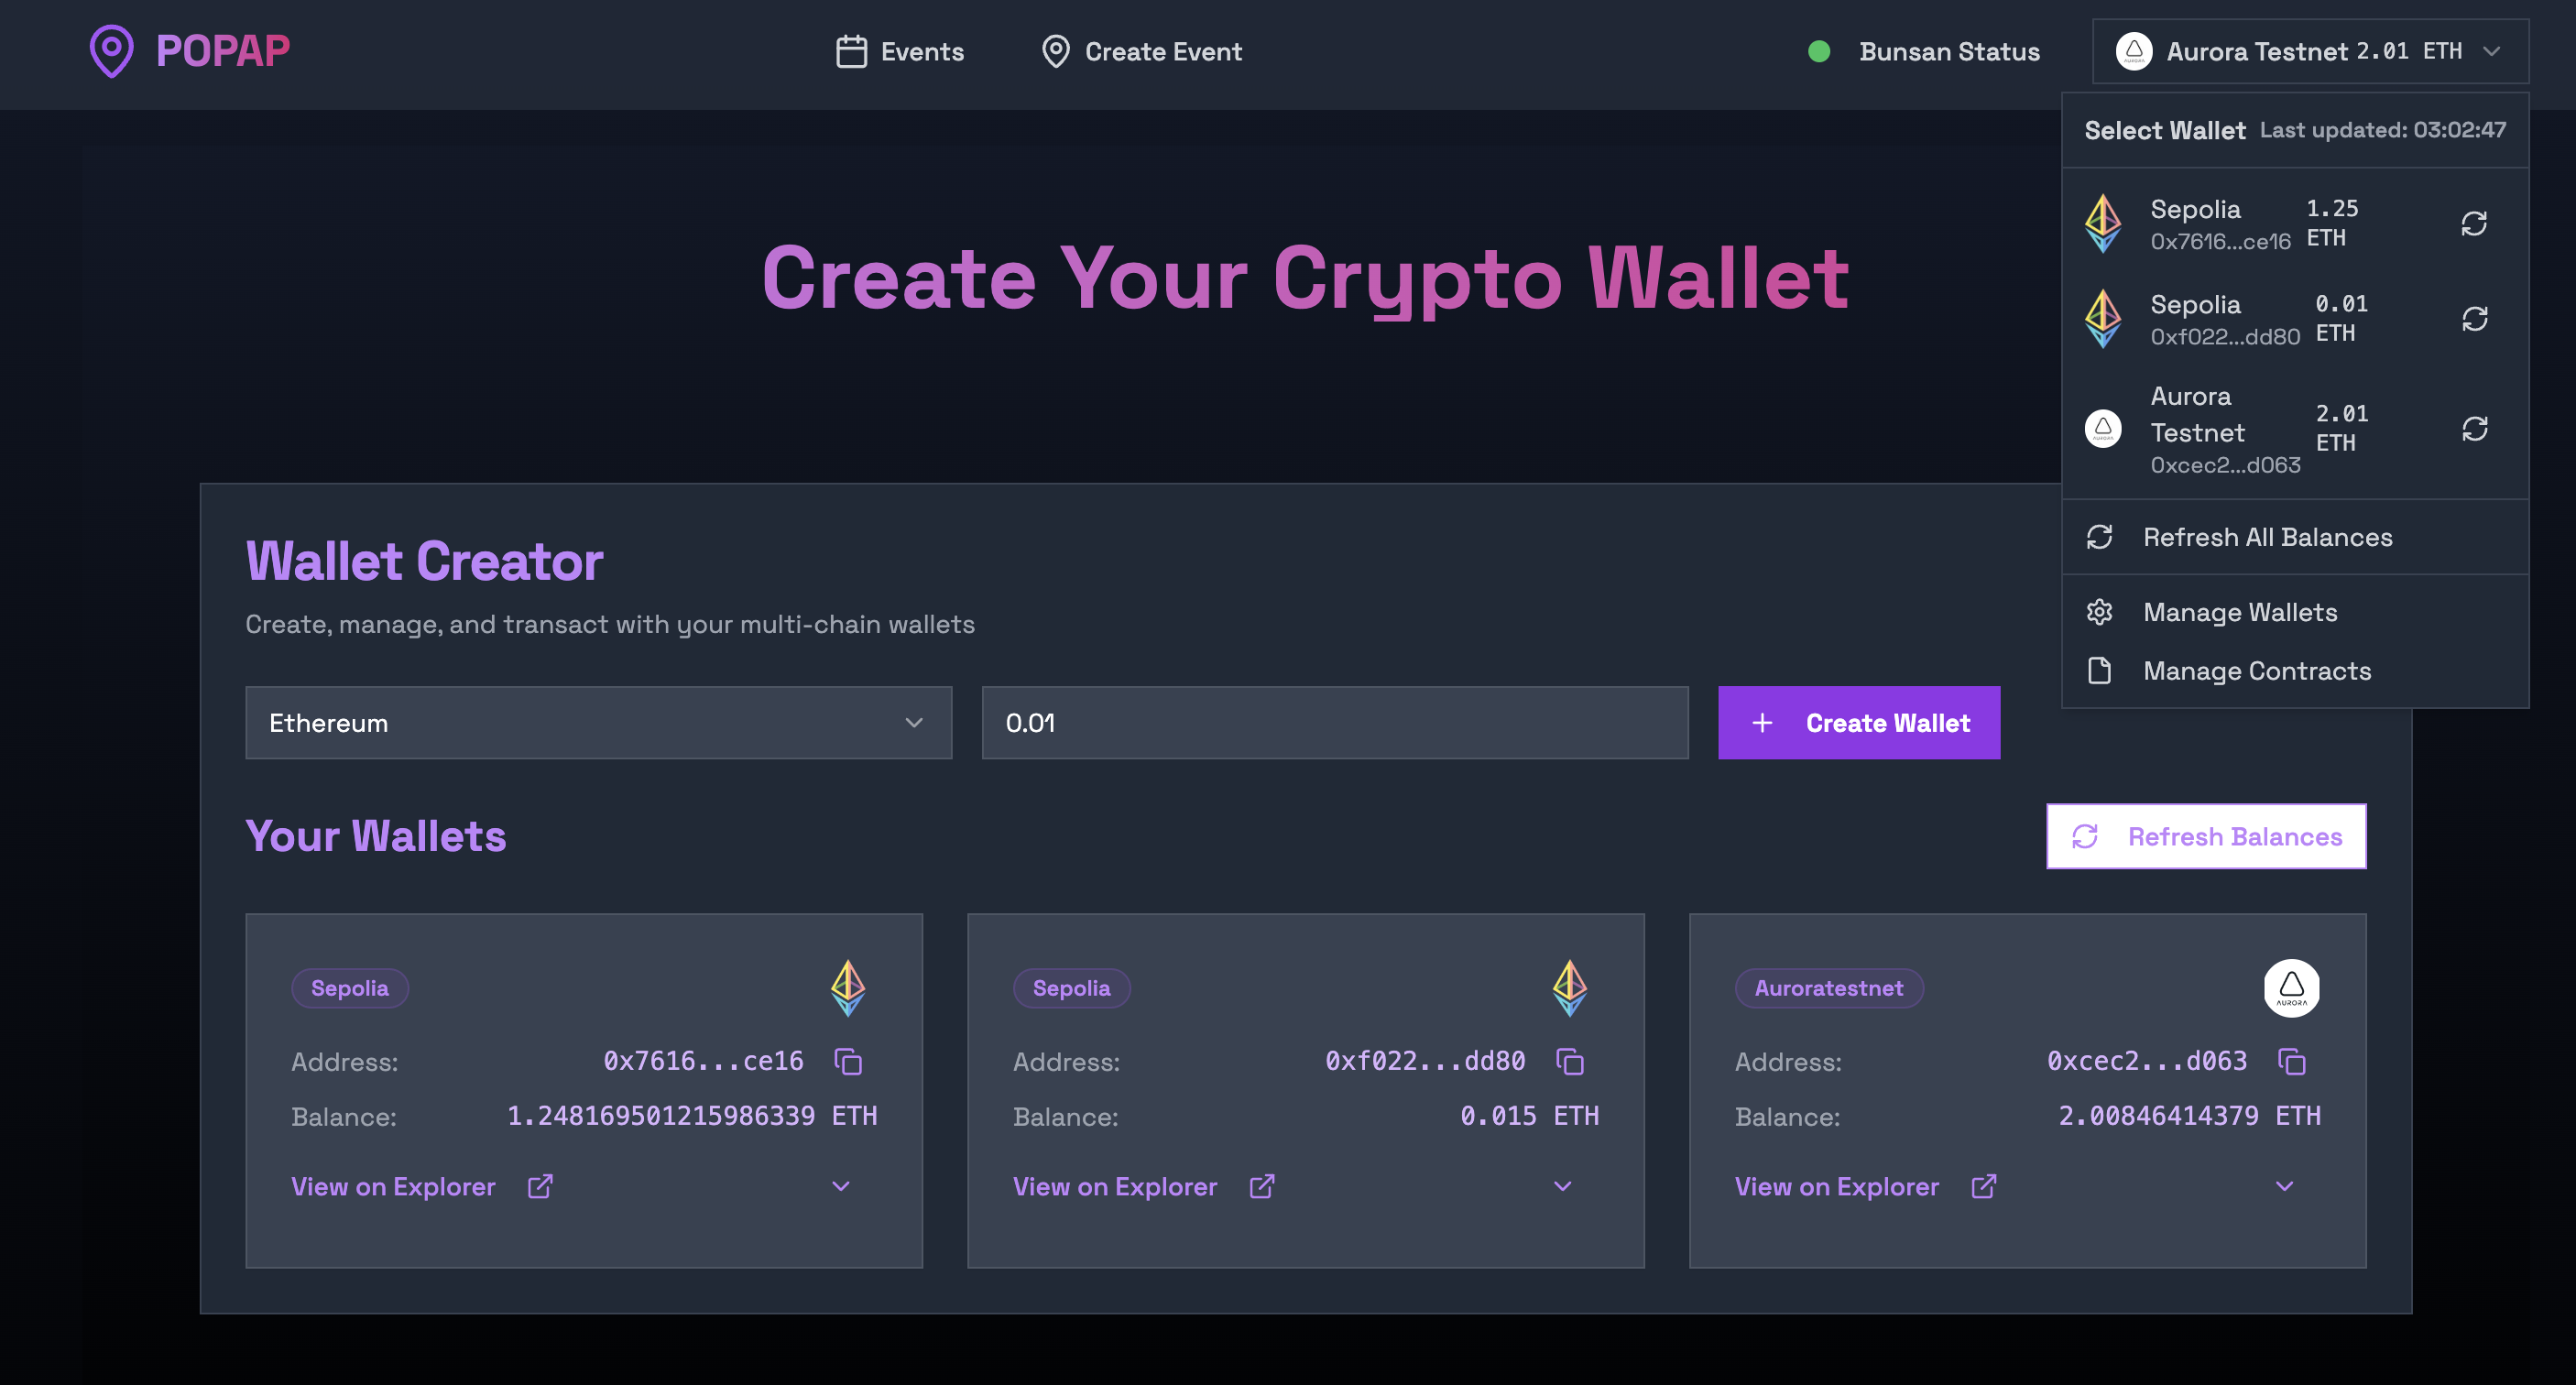 POPAP
Events
Create Event
Bunsan Status
Aurora Testnet 2.01 ETH
Select Wallet Last updated: 03:02:47
Sepolia
0x7616...ce16
1.25
ETH
Sepolia
0xf022...dd80
0.01
ETH
Aurora
Testnet
0xcec2...d063
2.01
ETH
Refresh All Balances
Manage Wallets
Manage Contracts
Create Your Crypto Wallet
Wallet Creator
Create, manage, and transact with your multi-chain wallets
Ethereum
0.01
+ Create Wallet
Your Wallets
Refresh Balances
Sepolia
Address: 0x7616...ce16
Balance: 1.248169501215986339 ETH
View on Explorer
Sepolia
Address: 0xf022...dd80
Balance: 0.015 ETH
View on Explorer
Auroratestnet
AURORA
Address: 0xcec2...d063
Balance: 2.00846414379 ETH
View on Explorer